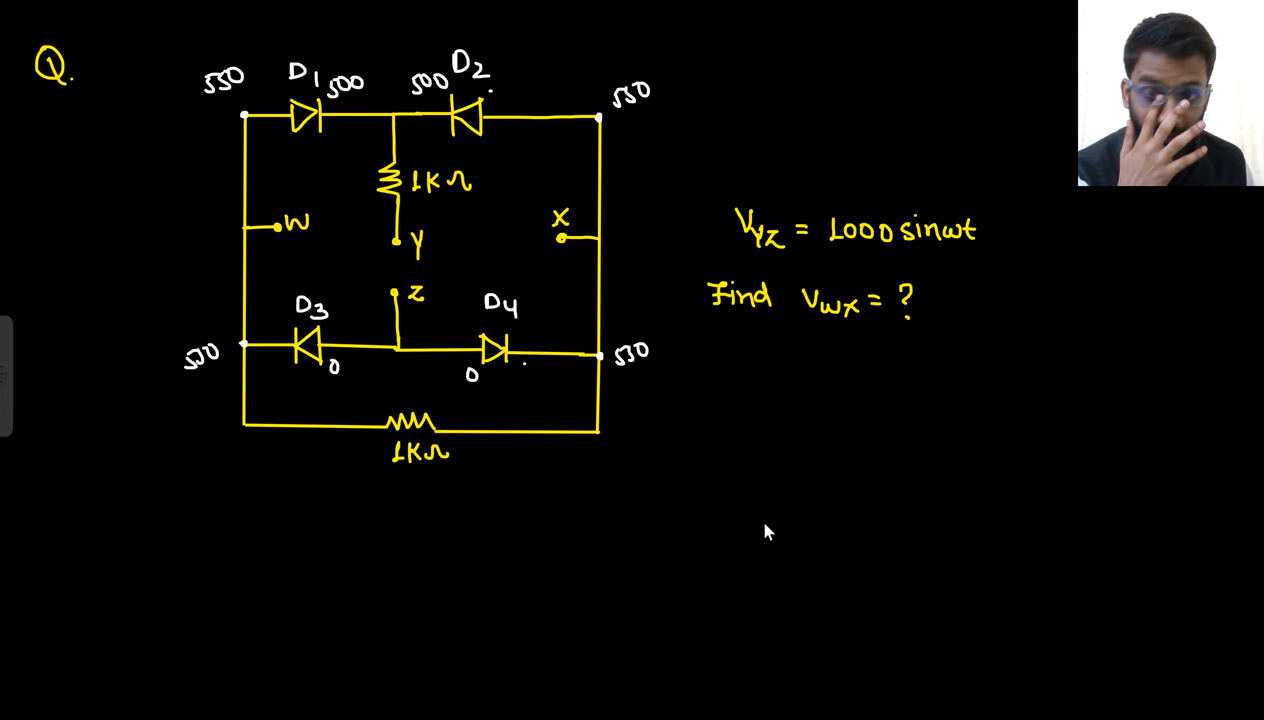 Q.
550 D1 500 500 D2 550
1KΩ
W
X
Y
Z
VYZ = 1000 sinωt
Find VWX = ?
D3 D4
550 0 0 550
1KΩ